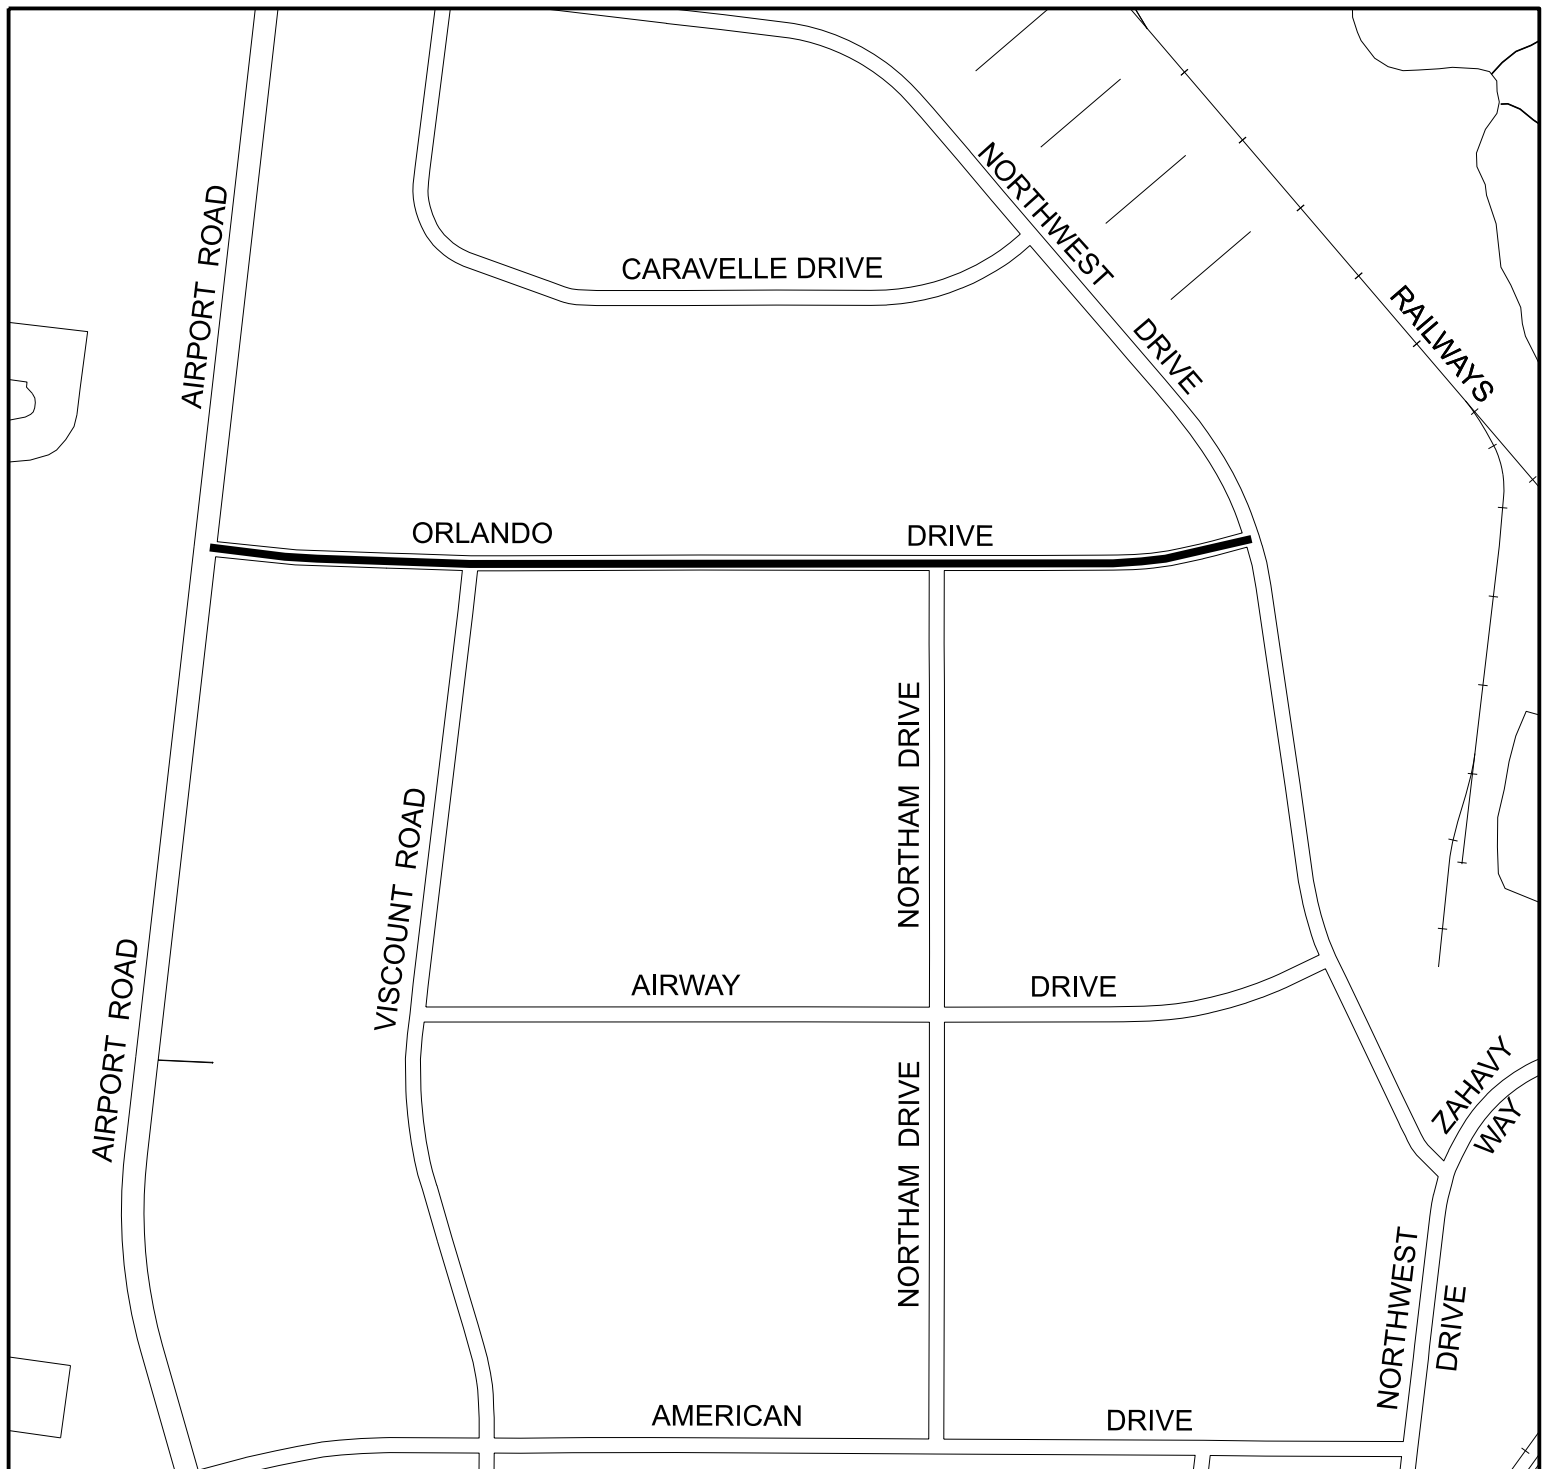 NORTHWEST
DRIVE
AIRPORT ROAD
CARAVELLE DRIVE
RAILWAYS
ORLANDO
DRIVE
NORTHAM DRIVE
VISCOUNT ROAD
AIRPORT ROAD
AIRWAY
DRIVE
ZAHAVY
WAY
NORTHAM DRIVE
NORTHWEST
DRIVE
AMERICAN
DRIVE